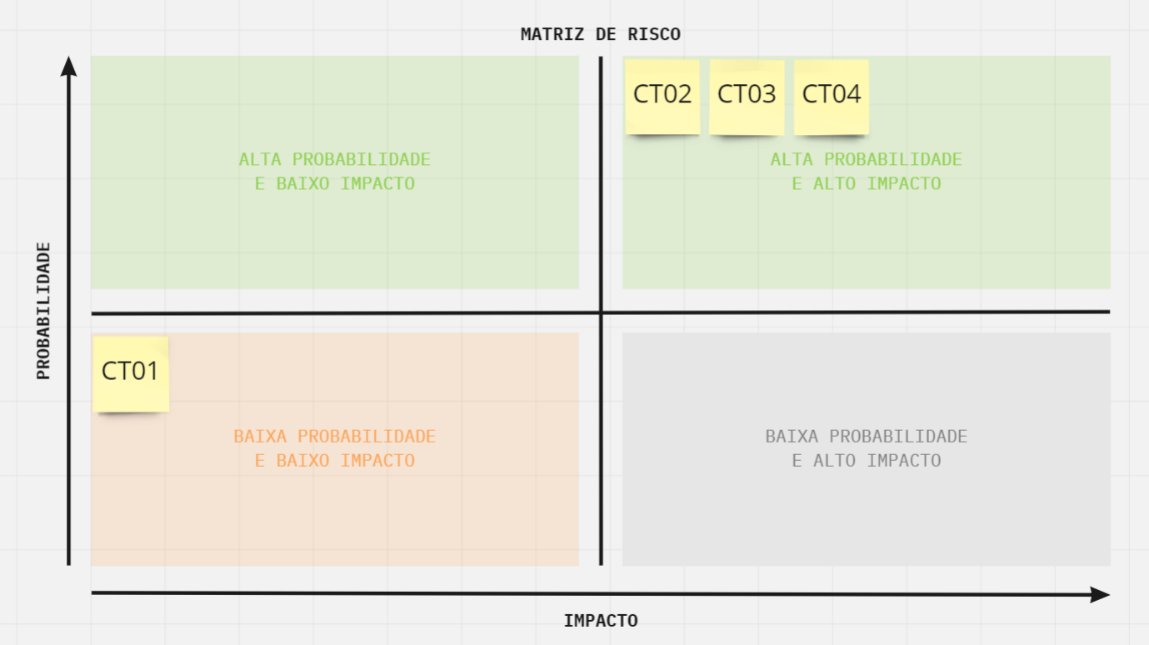 MATRIZ DE RISCO
CT02 CT03 CT04
ALTA PROBABILIDADE
E BAIXO IMPACTO
ALTA PROBABILIDADE
E ALTO IMPACTO
PROBABILIDADE
CT01
BAIXA PROBABILIDADE
E BAIXO IMPACTO
BAIXA PROBABILIDADE
E ALTO IMPACTO
IMPACTO